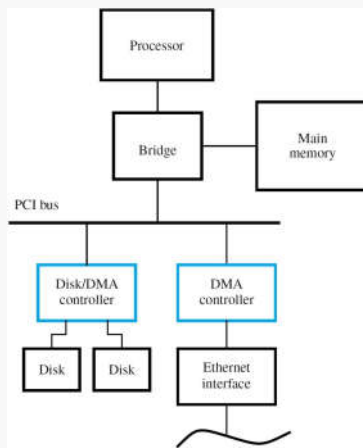 Processor
Bridge
Main
memory
PCI bus
Disk/DMA
controller
DMA
controller
Disk
Disk
Ethernet
interface